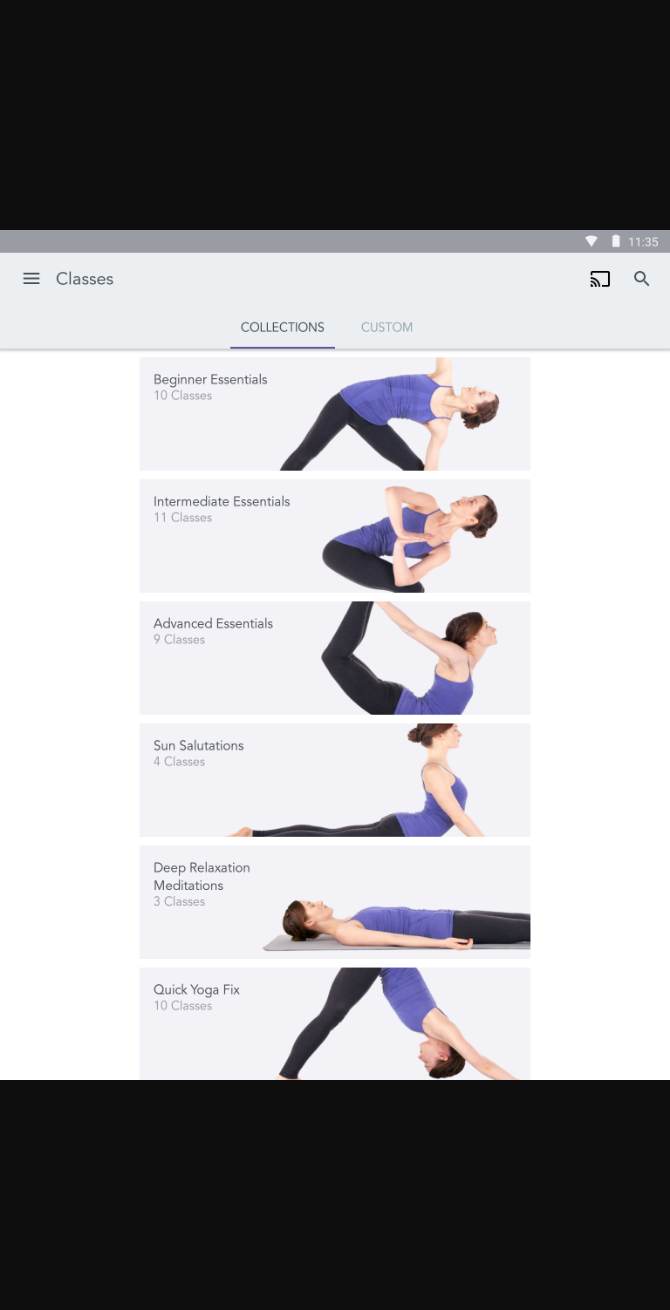 11:35
Classes
COLLECTIONS
CUSTOM
Beginner Essentials
10 Classes
Intermediate Essentials
11 Classes
Advanced Essentials
9 Classes
Sun Salutations
4 Classes
Deep Relaxation
Meditations
3 Classes
Quick Yoga Fix
10 Classes